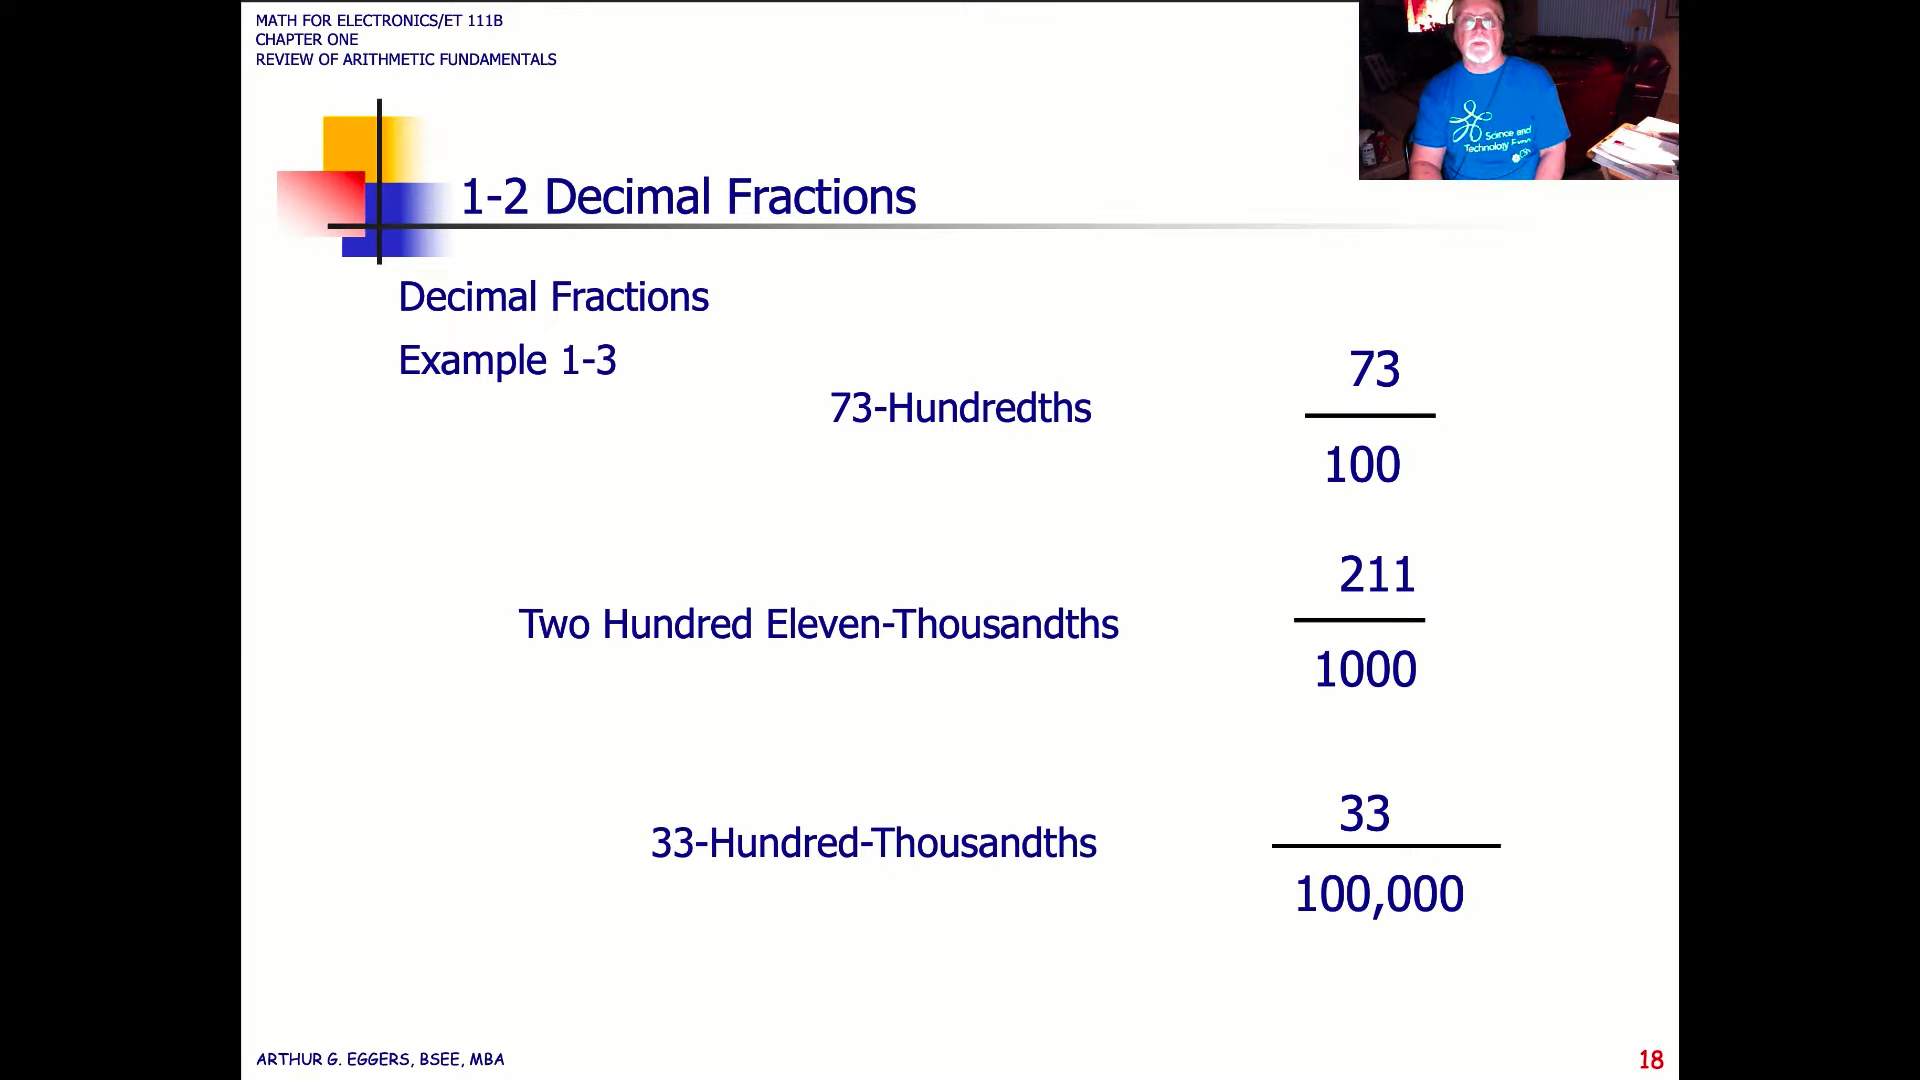 MATH FOR ELECTRONICS/ET 111B
CHAPTER ONE
REVIEW OF ARITHMETIC FUNDAMENTALS
Science and
Technology
1-2 Decimal Fractions
Decimal Fractions
Example 1-3
73-Hundredths
73
100
Two Hundred Eleven-Thousandths
211
1000
33-Hundred-Thousandths
33
100,000
ARTHUR G. EGGERS, BSEE, MBA
18